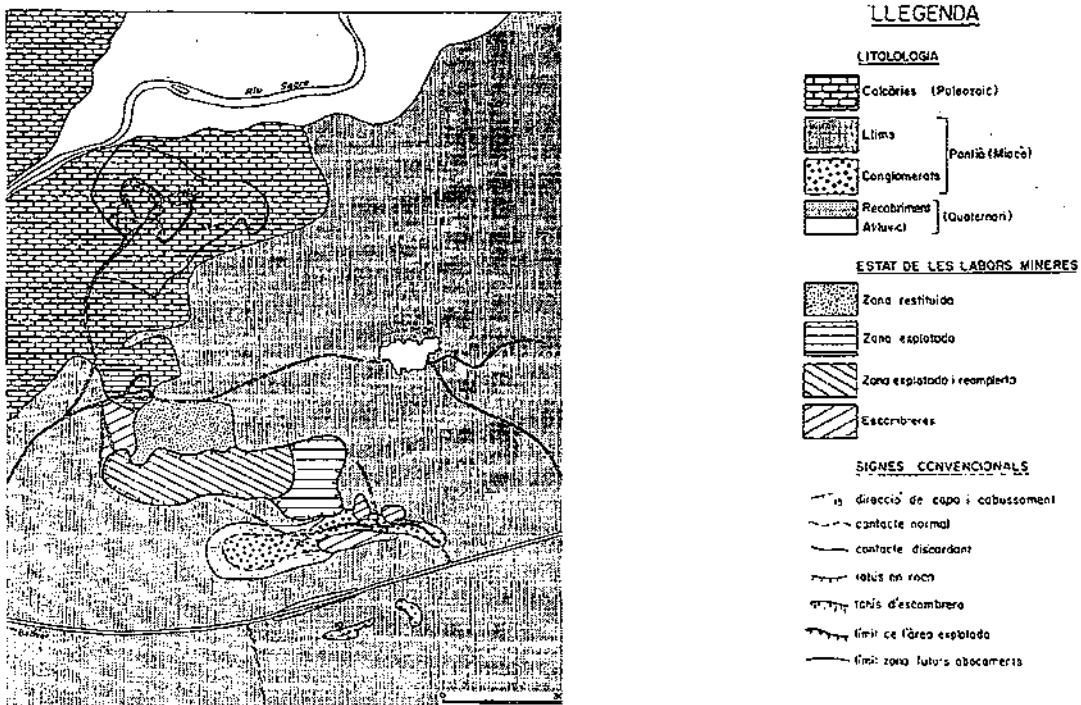 LLEGENDA
LITOLOLOGIA
Calcàries (Paleozoic)
Llims
Pontià (Miocè)
Conglomerats
Recobriment
(Quaternari)
Al·luvial
ESTAT DE LES LABORS MINERES
Zona restituida
Zona explotada
Zona explotada i reomplerta
Escombreres
SIGNES CONVENCIONALS
direcció de capa i cabussament
contacte normal
contacte discordant
talús en roca
talús d'escombrera
límit de l'àrea explotada
límit zona futurs abocaments
Riu Segre
0